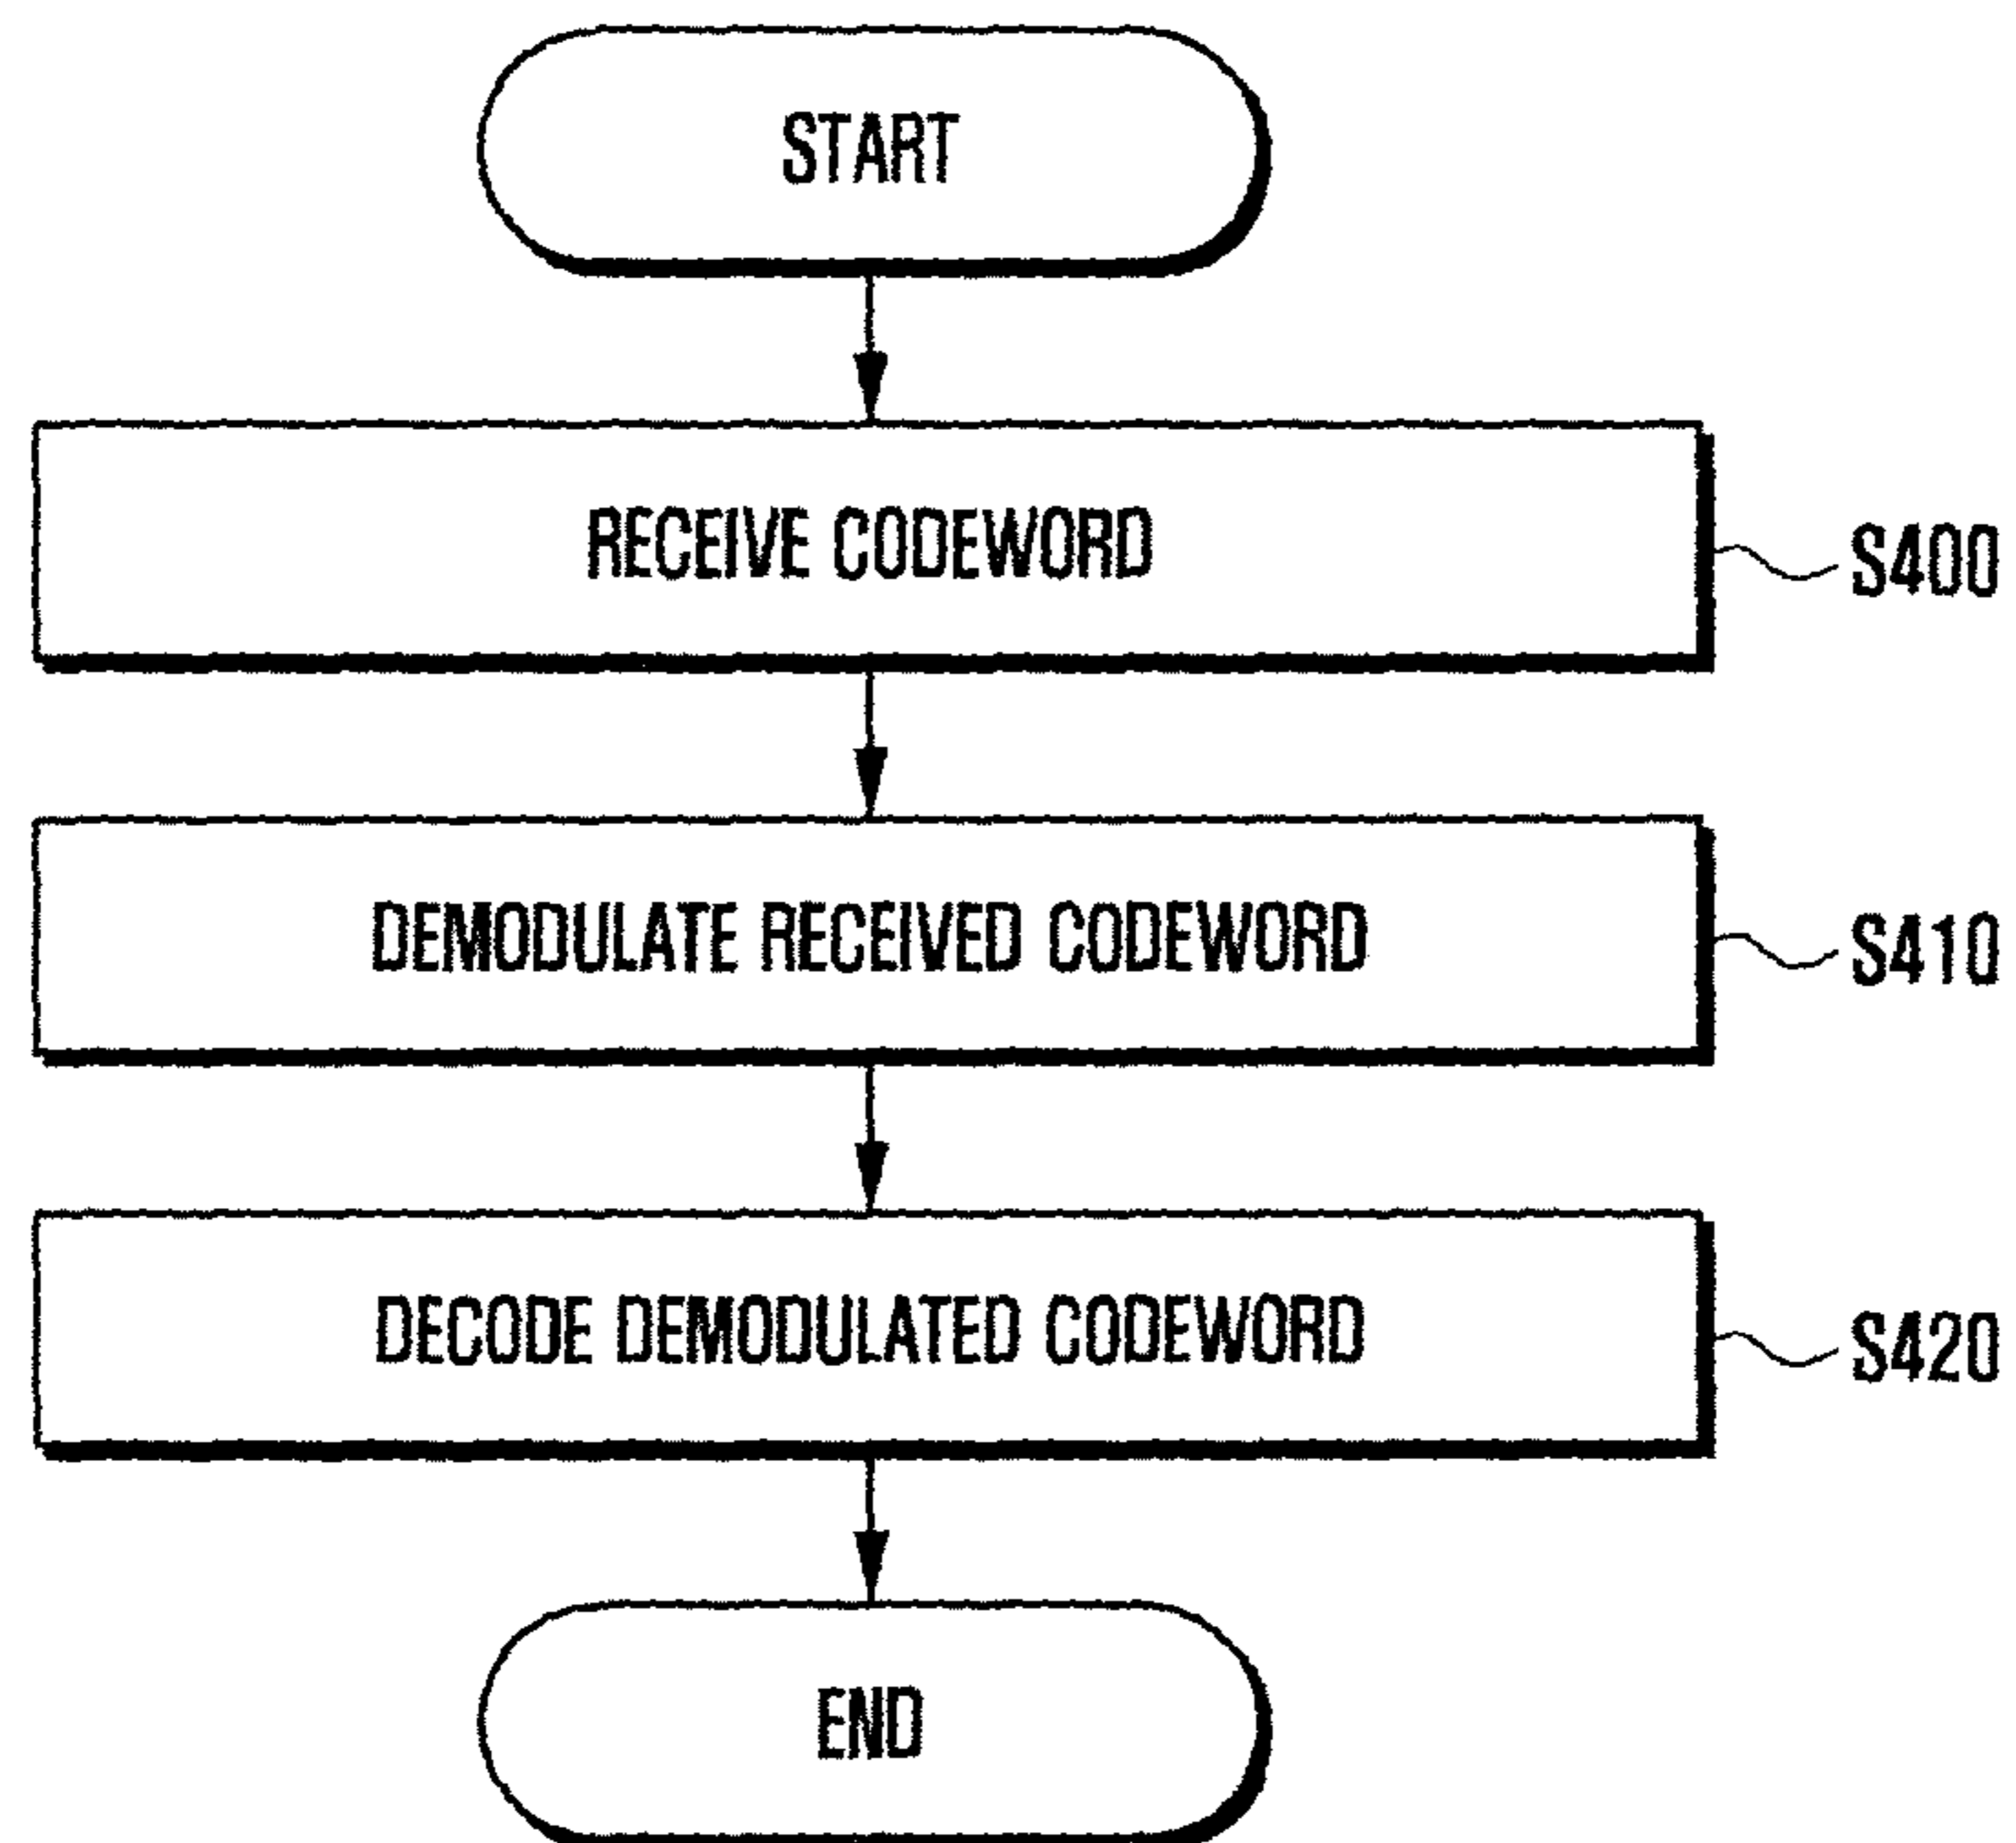 START
RECEIVE CODEWORD
S400
DEMODULATE RECEIVED CODEWORD
S410
DECODE DEMODULATED CODEWORD
S420
END